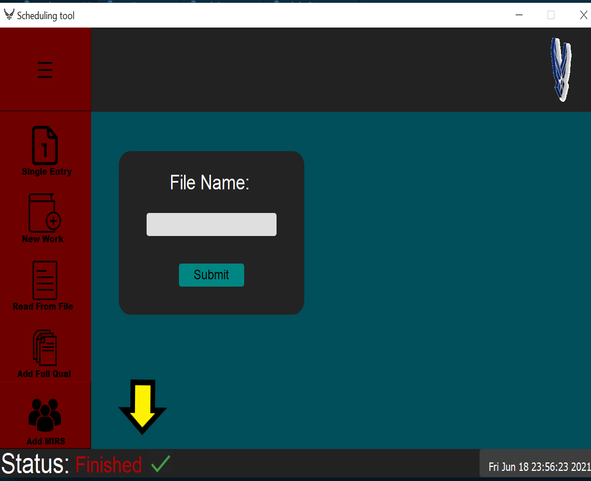 Scheduling tool
1
Single Entry
New Work
Read From File
Add Full Qual
Add MIRS
File Name:
Submit
Status: Finished
Fri Jun 18 23:56:23 2021